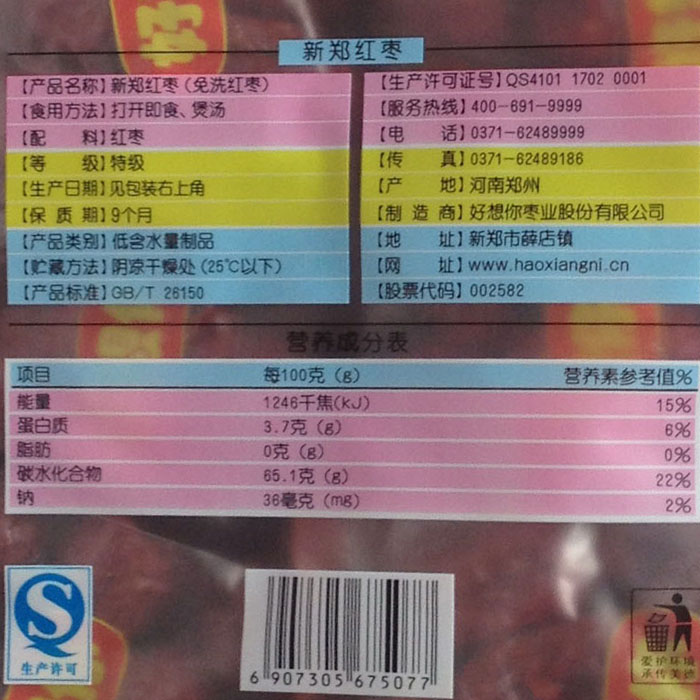 新郑红枣
【产品名称】新郑红枣(免洗红枣)
【食用方法】打开即食、煲汤
【配 料】红枣
【等 级】特级
【生产日期】见包装右上角
【保 质 期】9个月
【产品类别】低含水量制品
【贮藏方法】阴凉干燥处(25℃以下)
【产品标准】GB/T 26150
【生产许可证号】QS4101 1702 0001
【服务热线】400-691-9999
【电 话】0371-62489999
【传 真】0371-62489186
【产 地】河南郑州
【制 造 商】好想你枣业股份有限公司
【地 址】新郑市薛店镇
【网 址】www.haoxiangni.cn
【股票代码】002582
营养成分表
项目 每100克(g) 营养素参考值%
能量 1246千焦(KJ) 15%
蛋白质 3.7克(g) 6%
脂肪 0克(g) 0%
碳水化合物 65.1克(g) 22%
钠 36毫克(mg) 2%
生产许可
6 907305 675077
爱护环境
承传美德